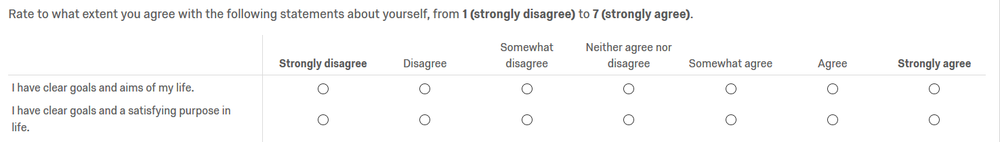 Rate to what extent you agree with the following statements about yourself, from 1 (strongly disagree) to 7 (strongly agree).
Strongly disagree
Disagree
Somewhat
disagree
Neither agree nor
disagree
Somewhat agree
Agree
Strongly agree
I have clear goals and aims of my life.
I have clear goals and a satisfying purpose in
life.